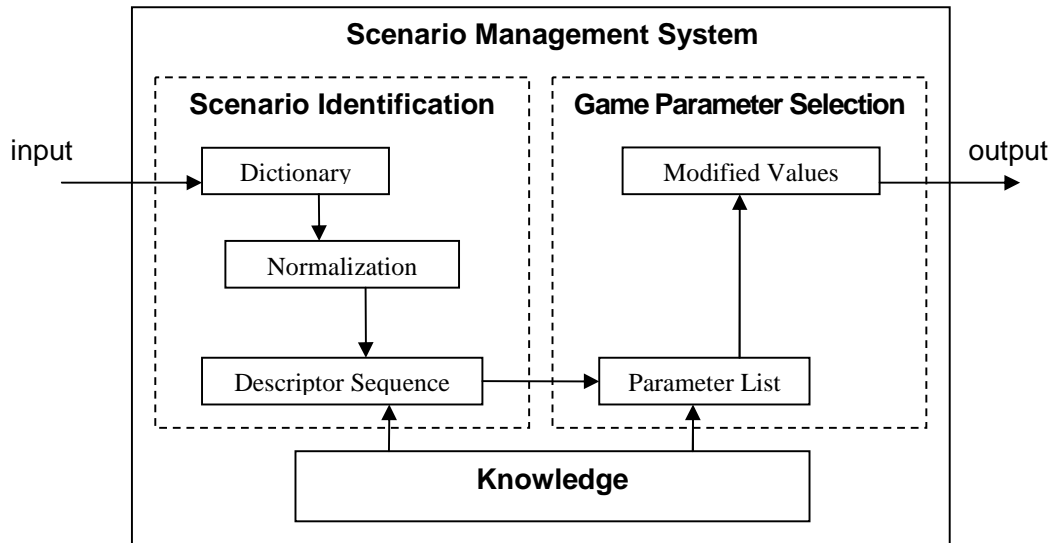 Scenario Management System
Scenario Identification
Game Parameter Selection
input
output
Dictionary
Modified Values
Normalization
Descriptor Sequence
Parameter List
Knowledge